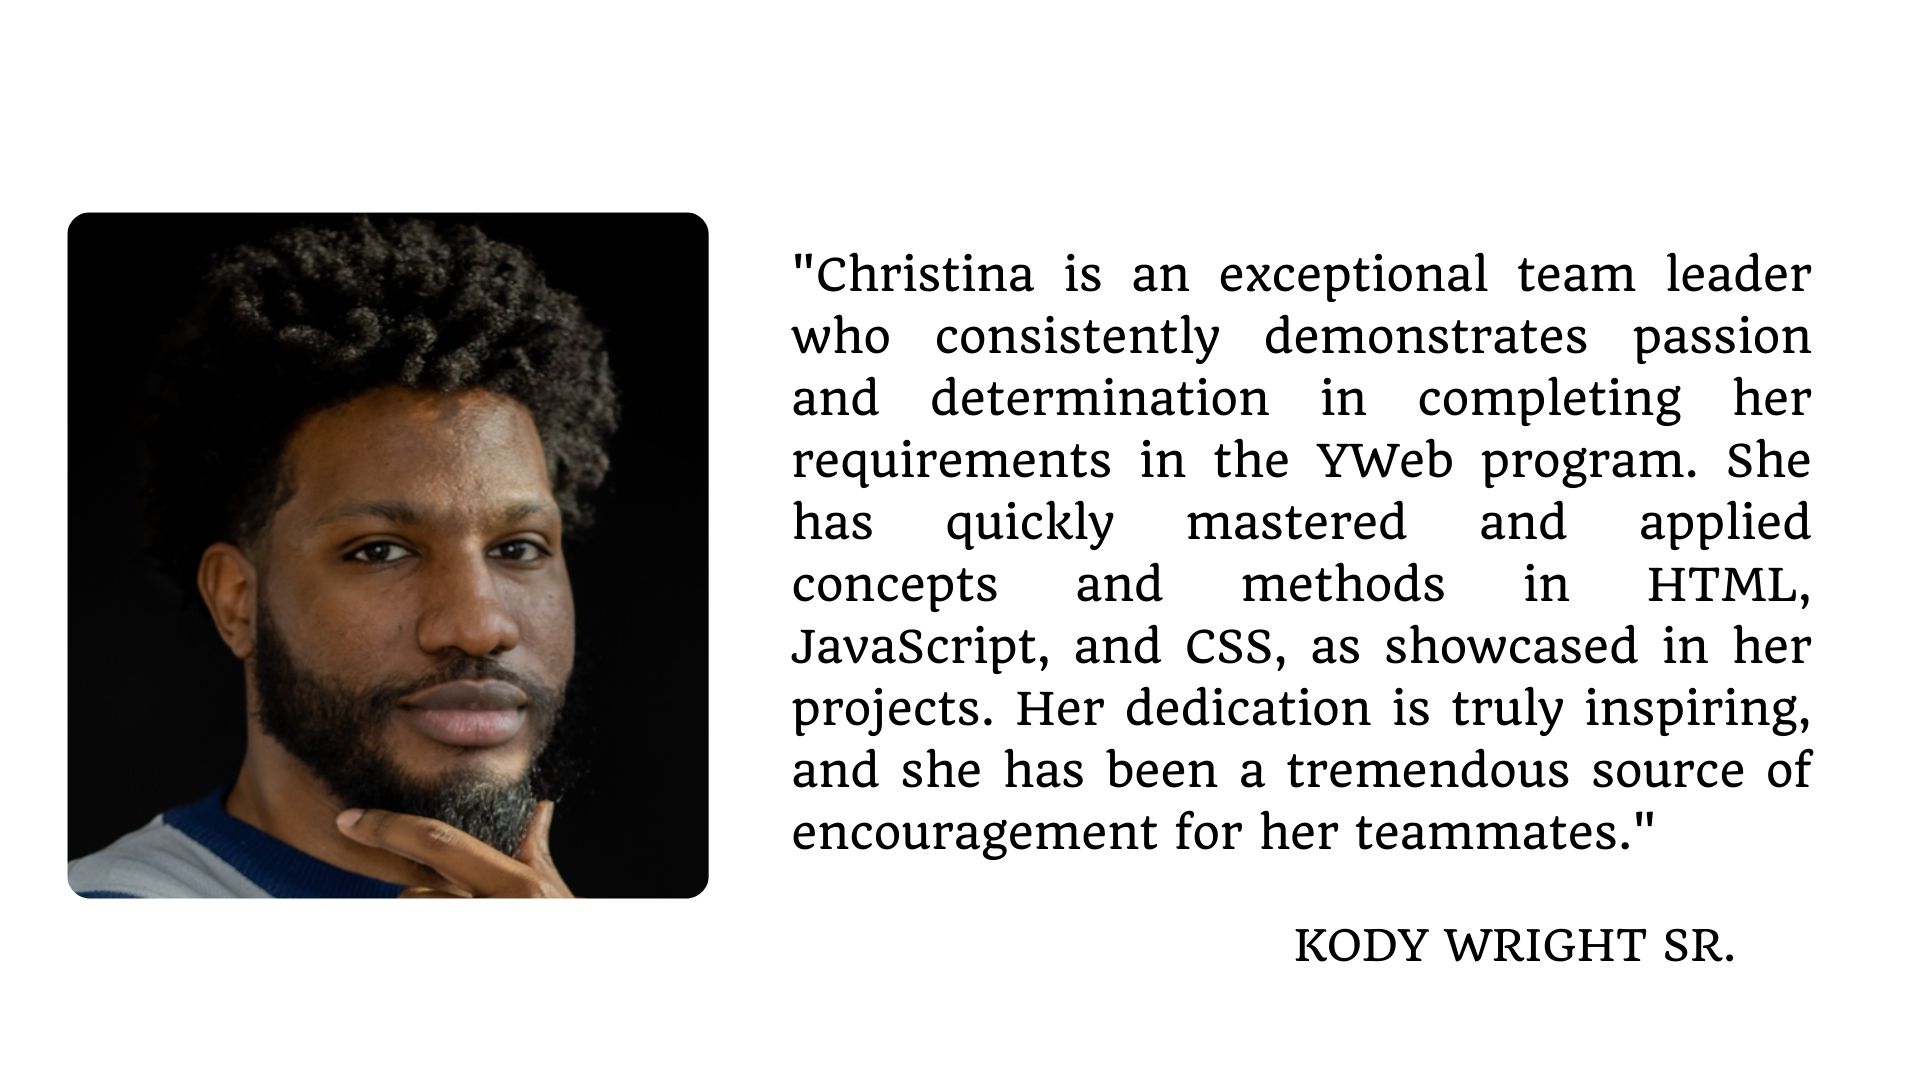 "Christina is an exceptional team leader
who consistently demonstrates passion
and determination in completing her
requirements in the YWeb program. She
has quickly mastered and applied
concepts and methods in HTML,
JavaScript, and CSS, as showcased in her
projects. Her dedication is truly inspiring,
and she has been a tremendous source of
encouragement for her teammates."
KODY WRIGHT SR.